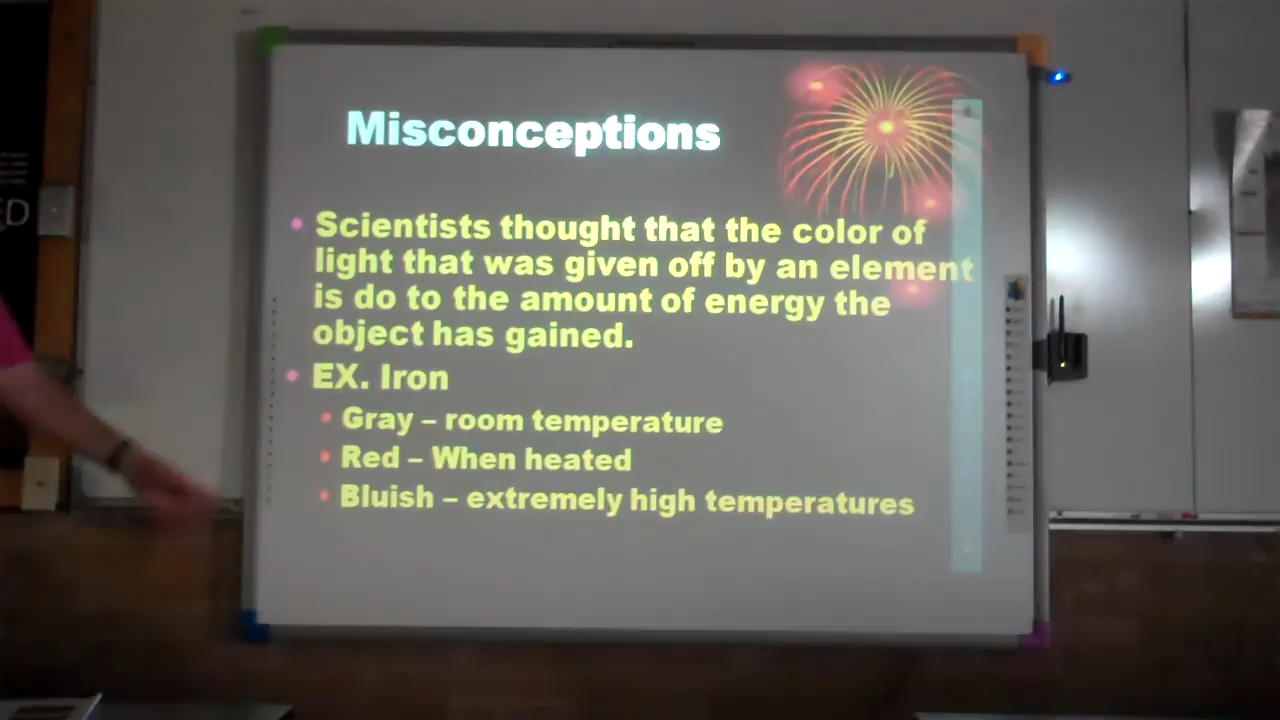 Misconceptions
• Scientists thought that the color of
light that was given off by an element
is do to the amount of energy the
object has gained.
• EX. Iron
• Gray – room temperature
• Red – When heated
• Bluish – extremely high temperatures
ED